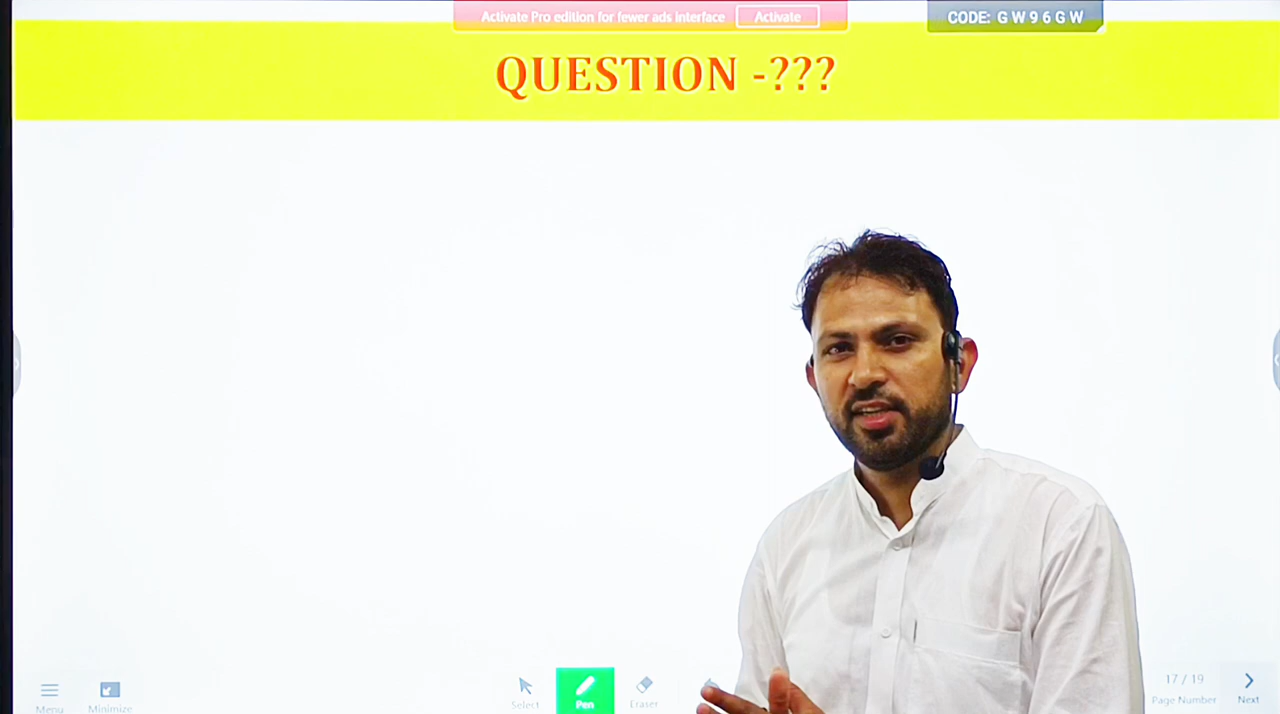 Activate Pro edition for fewer ads interface Activate
CODE: G W 9 6 G W
QUESTION -???
Menu
Minimize
Select
Pen
Eraser
17 / 19
Page Number
Next